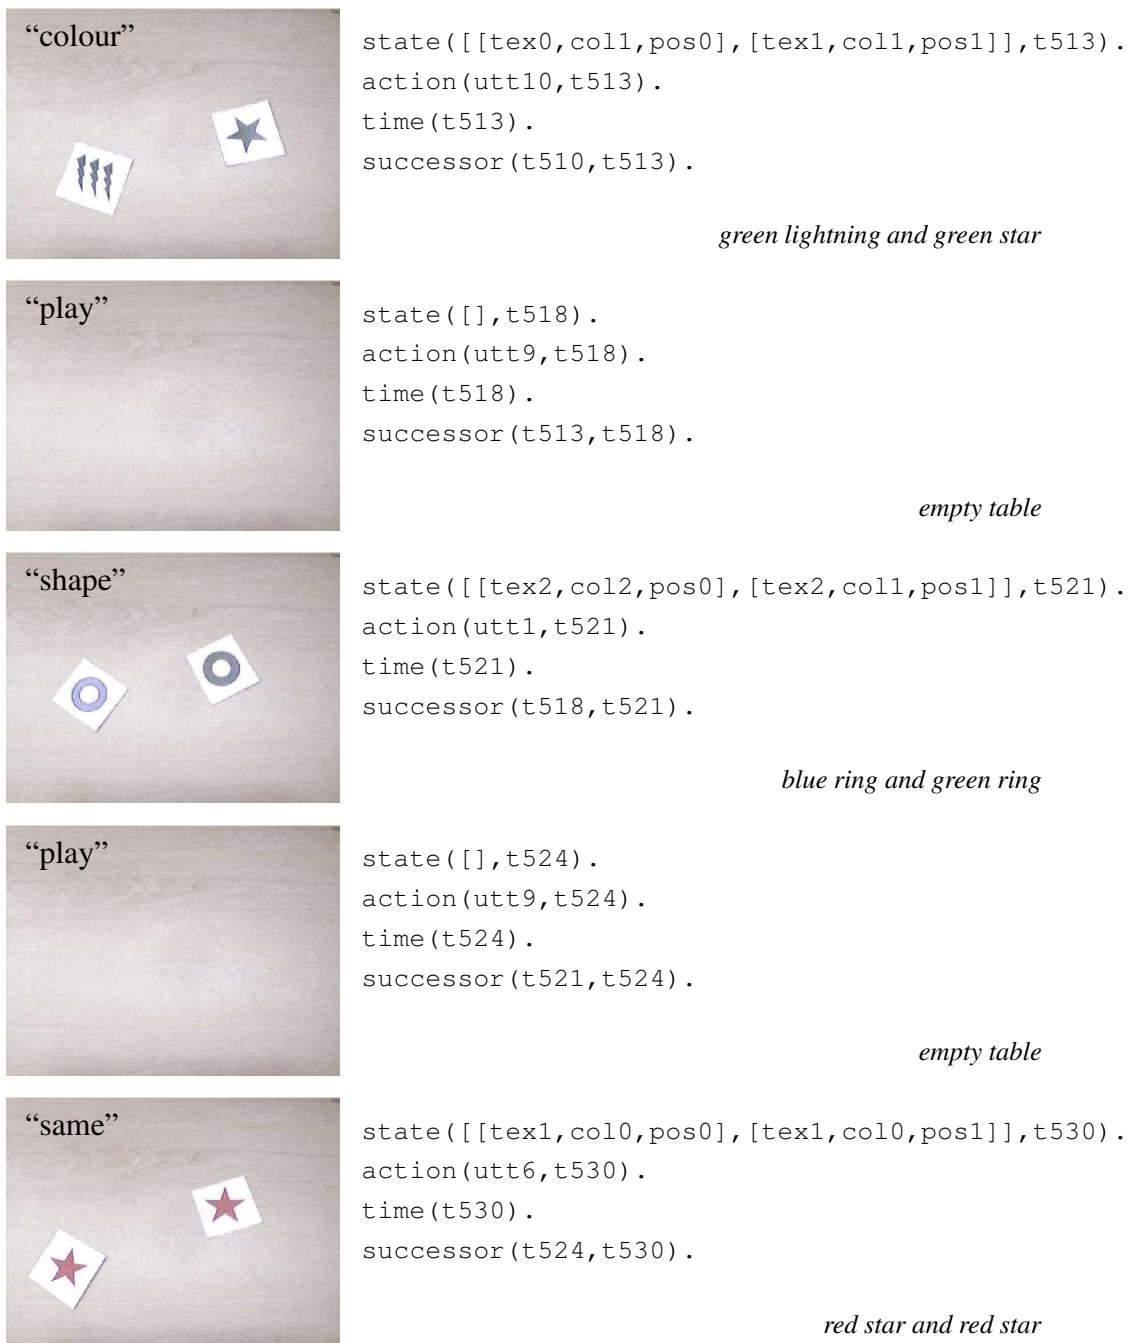 “colour”
state([[tex0,col1,pos0],[tex1,col1,pos1]],t513).
action(utt10,t513).
time(t513).
successor(t510,t513).
green lightning and green star
“play”
state([],t518).
action(utt9,t518).
time(t518).
successor(t513,t518).
empty table
“shape”
state([[tex2,col2,pos0],[tex2,col1,pos1]],t521).
action(utt1,t521).
time(t521).
successor(t518,t521).
blue ring and green ring
“play”
state([],t524).
action(utt9,t524).
time(t524).
successor(t521,t524).
empty table
“same”
state([[tex1,col0,pos0],[tex1,col0,pos1]],t530).
action(utt6,t530).
time(t530).
successor(t524,t530).
red star and red star